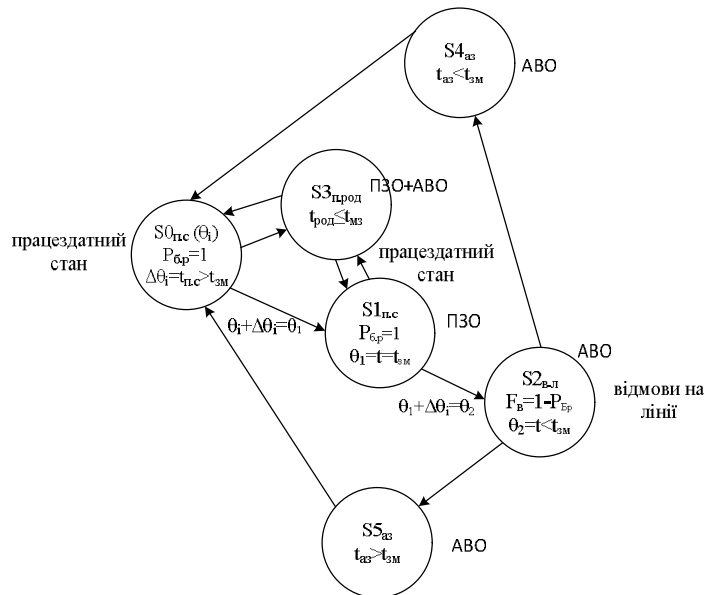 S4аз
tаз<tзм
АВО
S3п,род
tрод≤tмз
ПЗО+АВО
працездатний
стан
S0п.с (θi)
Pб.р=1
Δθi=tп.с>tзм
працездатний
стан
θi+Δθi=θ1
S1п.с
Pб.р=1
θ1=t=tзм
ПЗО
θ1+Δθi=θ2
АВО
S2в-л
Fв=1-PБр
θ2=t<tзм
відмови на
лінії
S5аз
tаз>tзм
АВО